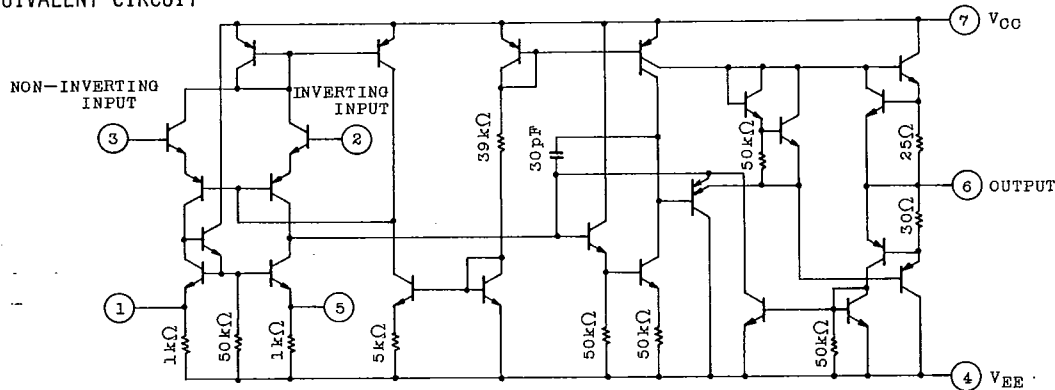 UIVALENT CIRCUIT
7 VCC
NON-INVERTING
INPUT
INVERTING
INPUT
3
2
39kΩ
30pF
50kΩ
25Ω
6 OUTPUT
30Ω
1
5
1kΩ
50kΩ
1kΩ
5kΩ
50kΩ
50kΩ
50kΩ
4 VEE